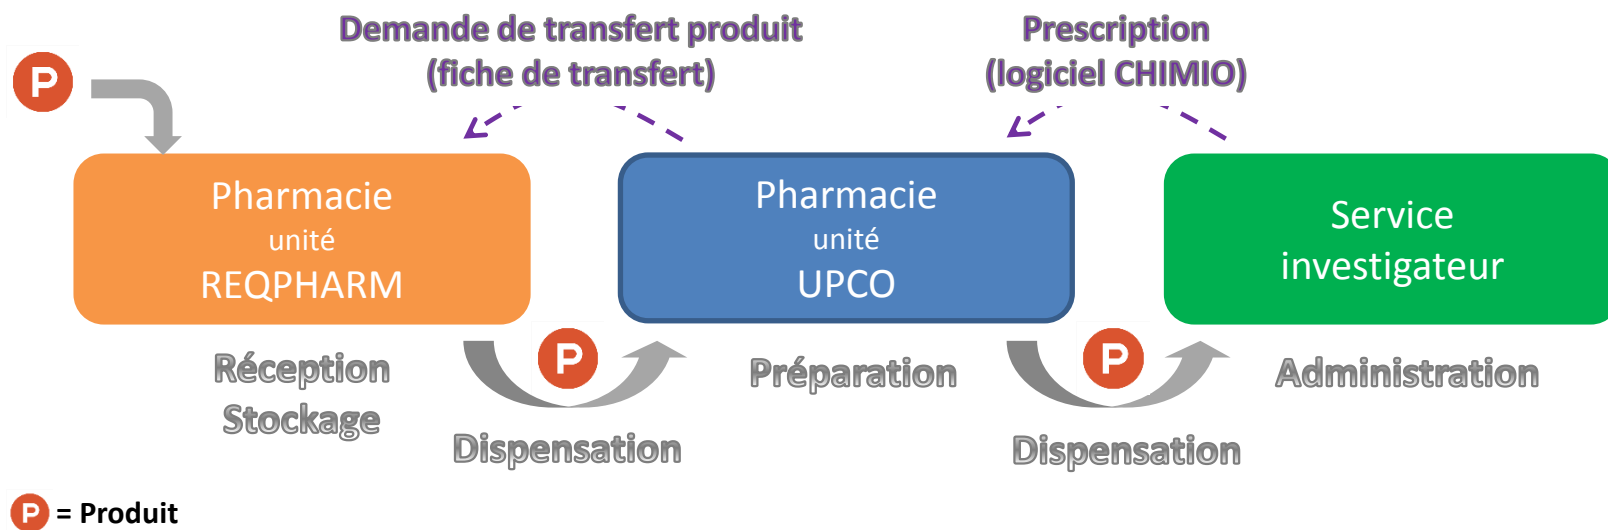 Demande de transfert produit
(fiche de transfert)
Prescription
(logiciel CHIMIO)
P
Pharmacie
unité
REQPHARM
Pharmacie
unité
UPCO
Service
investigateur
Réception
Stockage
P
Dispensation
Préparation
P
Dispensation
Administration
P = Produit